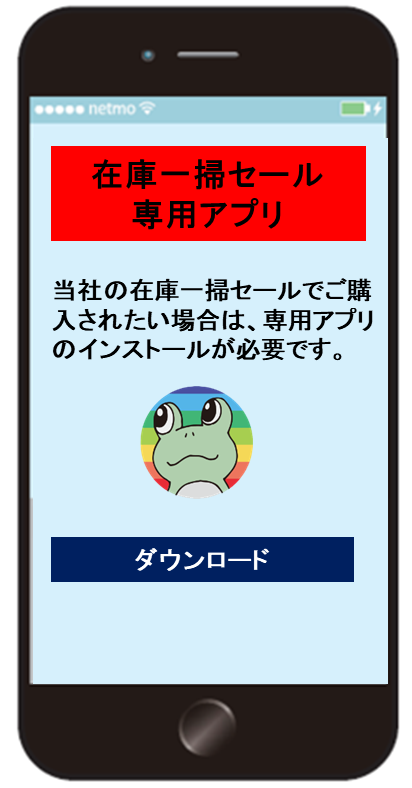 netmo
在庫一掃セール
専用アプリ
当社の在庫一掃セールでご購
入されたい場合は、専用アプリ
のインストールが必要です。
ダウンロード